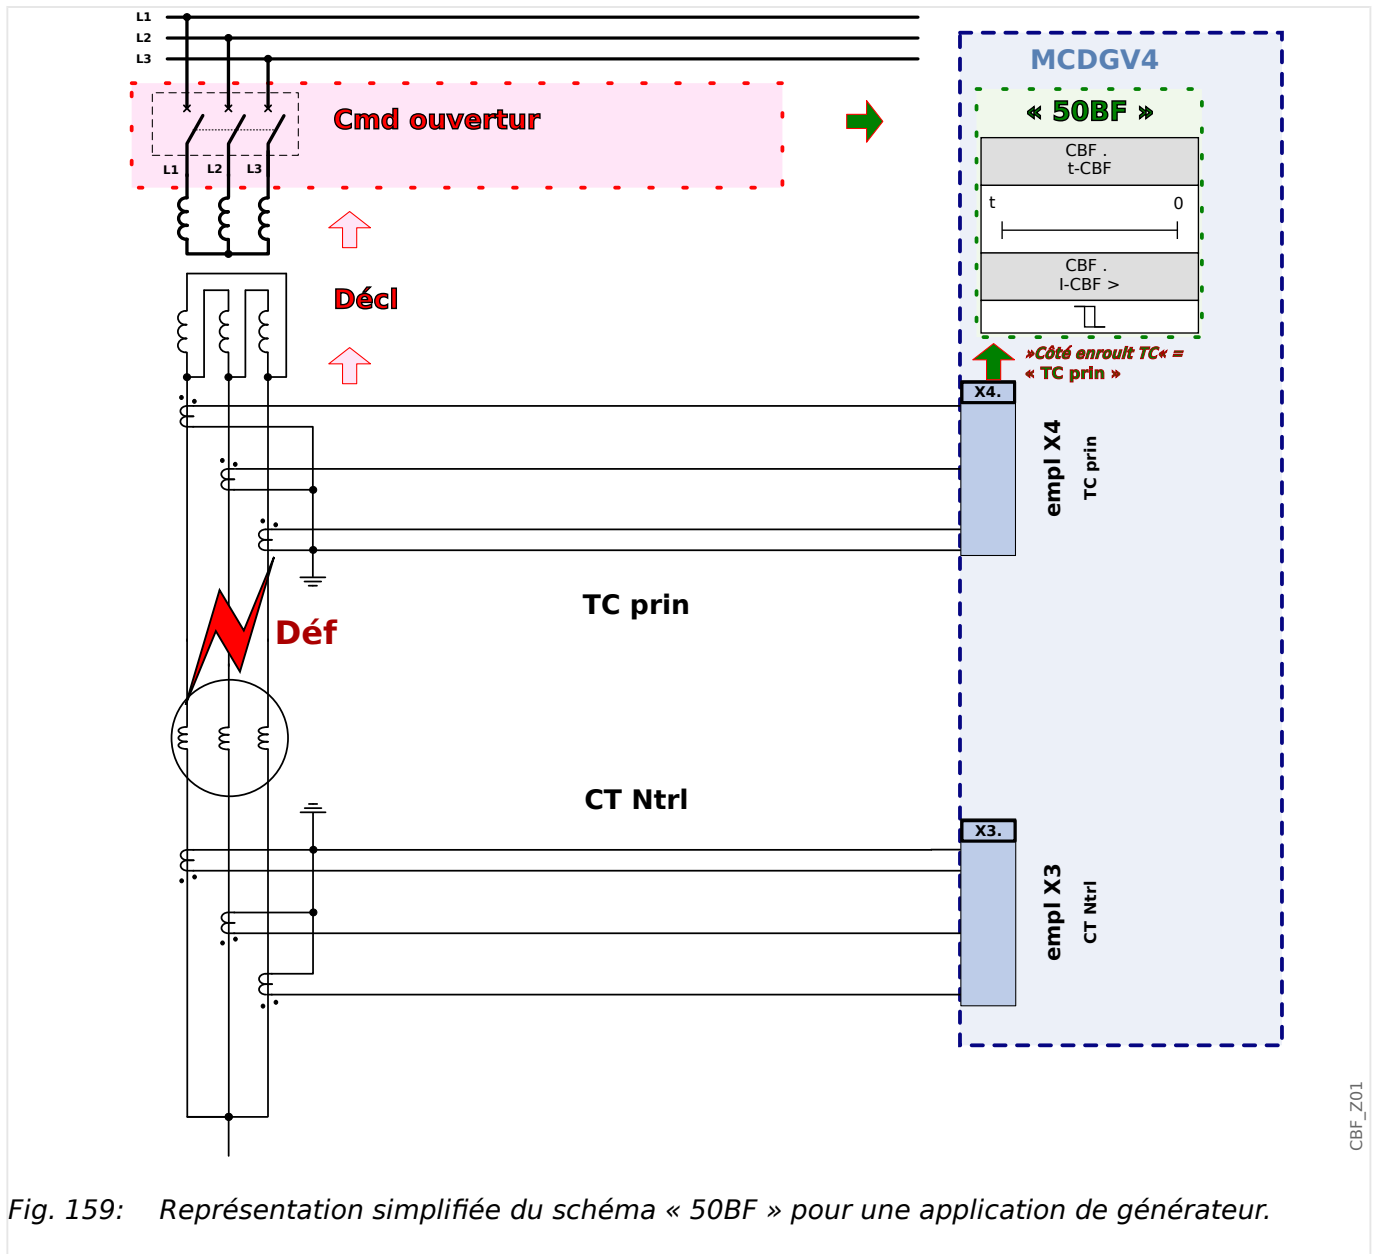 L1
L2
L3
MCDGV4
« 50BF »
Cmd ouvertur
CBF .
t-CBF
L1 L2 L3
t 0
CBF .
I-CBF >
Décl
»Côté enroult TC« =
« TC prin »
X4.
empl X4
TC prin
TC prin
Déf
CT Ntrl
X3.
empl X3
CT Ntrl
CBF_Z01
Fig. 159: Représentation simplifiée du schéma « 50BF » pour une application de générateur.